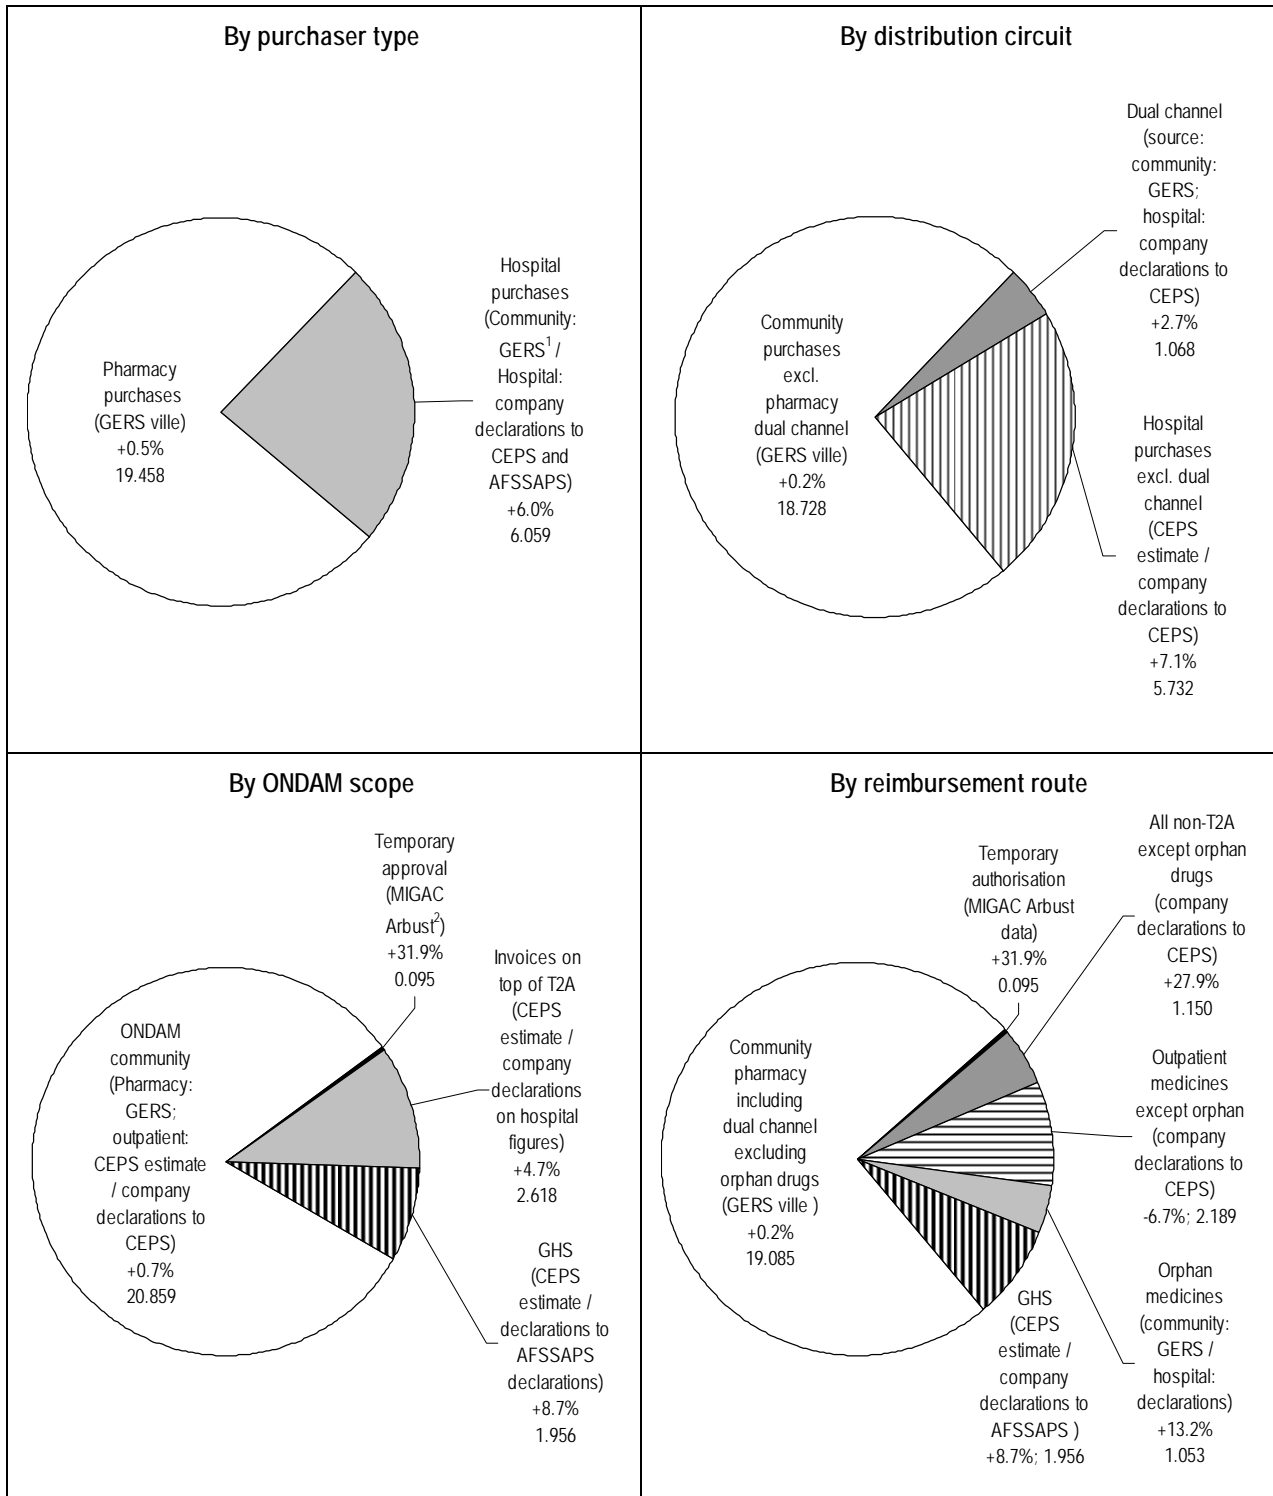 By purchaser type
Pharmacy
purchases
(GERS ville)
+0.5%
19.458
Hospital
purchases
(Community:
GERS1 /
Hospital:
company
declarations to
CEPS and
AFSSAPS)
+6.0%
6.059
By distribution circuit
Community
purchases
excl.
pharmacy
dual channel
(GERS ville)
+0.2%
18.728
Dual channel
(source:
community:
GERS;
hospital:
company
declarations to
CEPS)
+2.7%
1.068
Hospital
purchases
excl. dual
channel
(CEPS
estimate /
company
declarations to
CEPS)
+7.1%
5.732
By ONDAM scope
ONDAM
community
(Pharmacy:
GERS;
outpatient:
CEPS estimate
/ company
declarations to
CEPS)
+0.7%
20.859
Temporary
approval
(MIGAC
Arbust2)
+31.9%
0.095
Invoices on
top of T2A
(CEPS
estimate /
company
declarations
on hospital
figures)
+4.7%
2.618
GHS
(CEPS
estimate /
declarations to
AFSSAPS
declarations)
+8.7%
1.956
By reimbursement route
Community
pharmacy
including
dual channel
excluding
orphan drugs
(GERS ville )
+0.2%
19.085
Temporary
authorisation
(MIGAC Arbust
data)
+31.9%
0.095
All non-T2A
except orphan
drugs
(company
declarations to
CEPS)
+27.9%
1.150
Outpatient
medicines
except orphan
(company
declarations to
CEPS)
-6.7%; 2.189
Orphan
medicines
(community:
GERS /
hospital:
declarations)
+13.2%
1.053
GHS
(CEPS
estimate /
company
declarations to
AFSSAPS )
+8.7%; 1.956